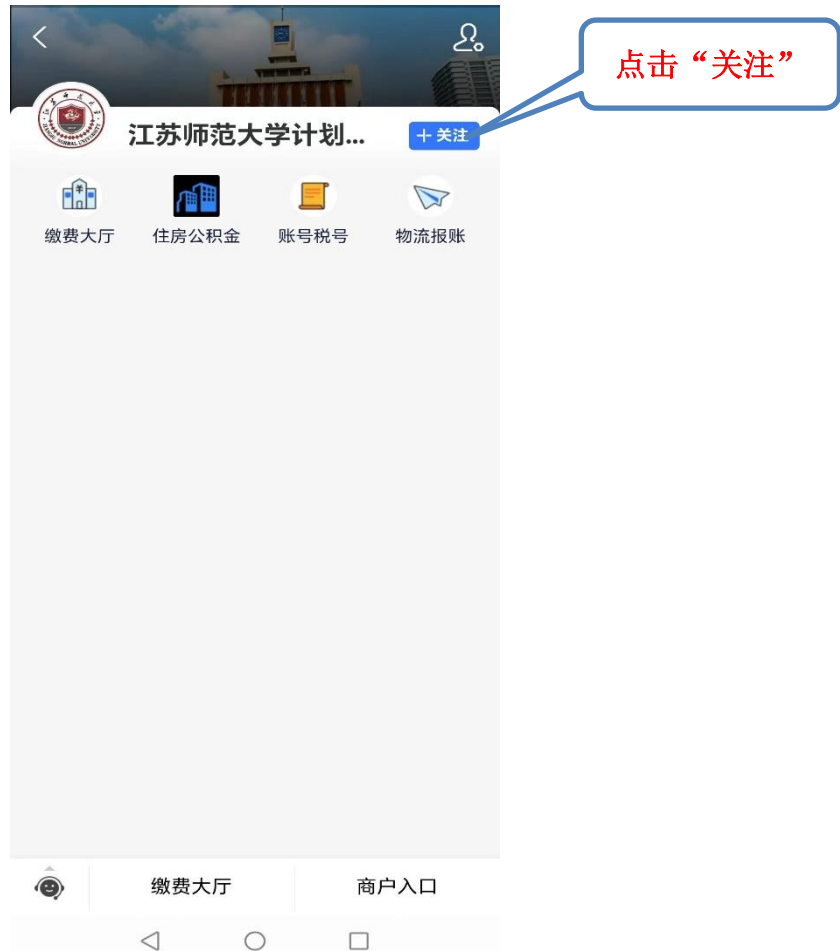 点击“关注”
江苏师范大学计划...
＋关注
缴费大厅 住房公积金 账号税号 物流报账
缴费大厅 商户入口